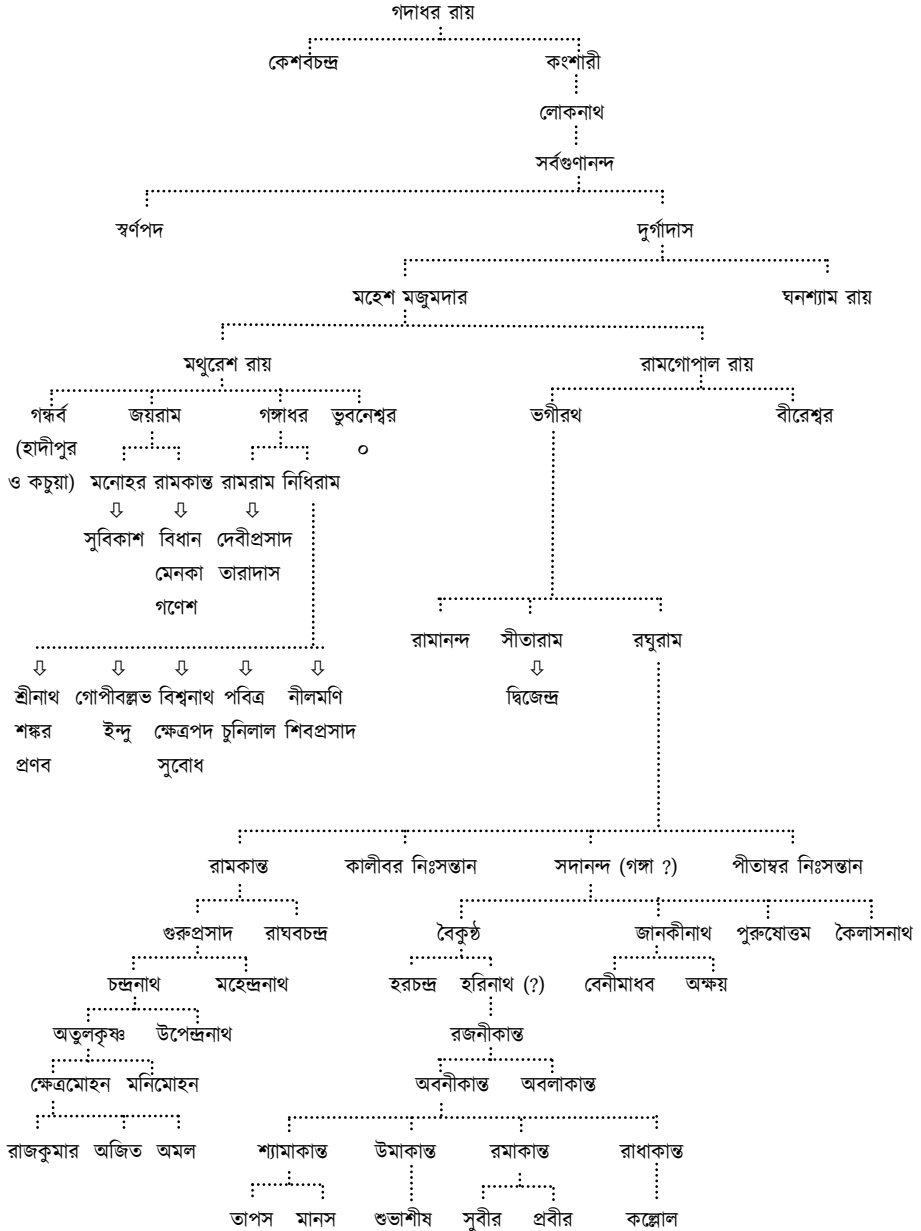 গদাধর রায়
কেশবচন্দ্র কংশারী
লোকনাথ
সর্বগুণানন্দ
স্বর্ণপদ দুর্গাদাস
মহেশ মজুমদার ঘনশ্যাম রায়
মথুরেশ রায় রামগোপাল রায়
গন্ধর্ব জয়রাম গঙ্গাধর ভুবনেশ্বর ভগীরথ বীরেশ্বর
(হাদীপুর ০
ও কচুয়া) মনোহর রামকান্ত রামরাম নিধিরাম
সুবিকাশ বিধান দেবীপ্রসাদ
মেনকা তারাদাস
গণেশ
রামানন্দ সীতারাম রঘুরাম
শ্রীনাথ গোপীবল্লভ বিশ্বনাথ পবিত্র নীলমণি দ্বিজেন্দ্র
শঙ্কর ইন্দু ক্ষেত্রপদ চুনিলাল শিবপ্রসাদ
প্রণব সুবোধ
রামকান্ত কালীবর নিঃসন্তান সদানন্দ (গঙ্গা ?) পীতাম্বর নিঃসন্তান
গুরুপ্রসাদ রাঘবচন্দ্র বৈকুন্ঠ জানকীনাথ পুরুষোত্তম কৈলাসনাথ
চন্দ্রনাথ মহেন্দ্রনাথ হরচন্দ্র হরিনাথ (?) বেনীমাধব অক্ষয়
অতুলকৃষ্ণ উপেন্দ্রনাথ রজনীকান্ত
ক্ষেত্রমোহন মনিমোহন অবনীকান্ত অবলাকান্ত
রাজকুমার অজিত অমল শ্যামাকান্ত উমাকান্ত রমাকান্ত রাধাকান্ত
তাপস মানস শুভাশীষ সুবীর প্রবীর কল্লোল